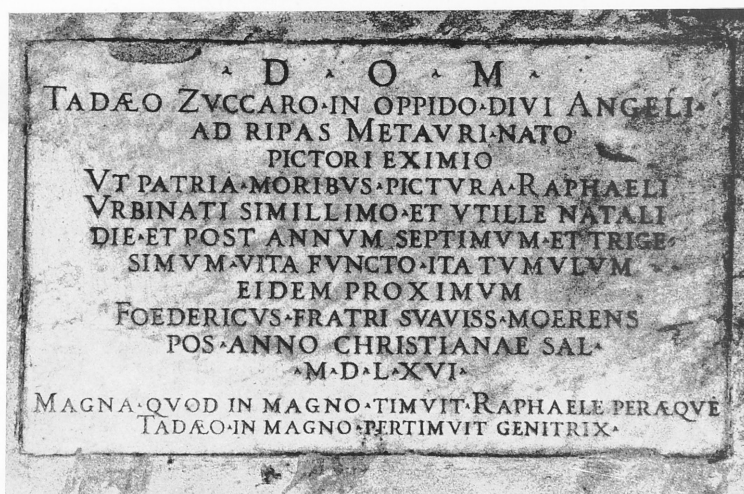 · D · O · M ·
TADÆO ZVCCARO·IN OPPIDO·DIVI ANGELI·
AD RIPAS METAVRI·NATO
PICTORI EXIMIO
VT PATRIA·MORIBVS·PICTVRA·RAPHAELI
VRBINATI SIMILLIMO·ET VTILLE NATALI
DIE·ET POST ANNVM SEPTIMVM·ET TRIGE·
SIMVM·VITA FVNCTO·ITA TVMVLVM
EIDEM PROXIMVM
FOEDERICVS·FRATRI SVAVISS·MOERENS
POS·ANNO CHRISTIANAE SAL·
·M·D·L·XVI·
MAGNA·QVOD IN MAGNO·TIMVIT·RAPHAELE PERÆQVE
TADÆO·IN MAGNO·PERTIMVIT GENITRIX·